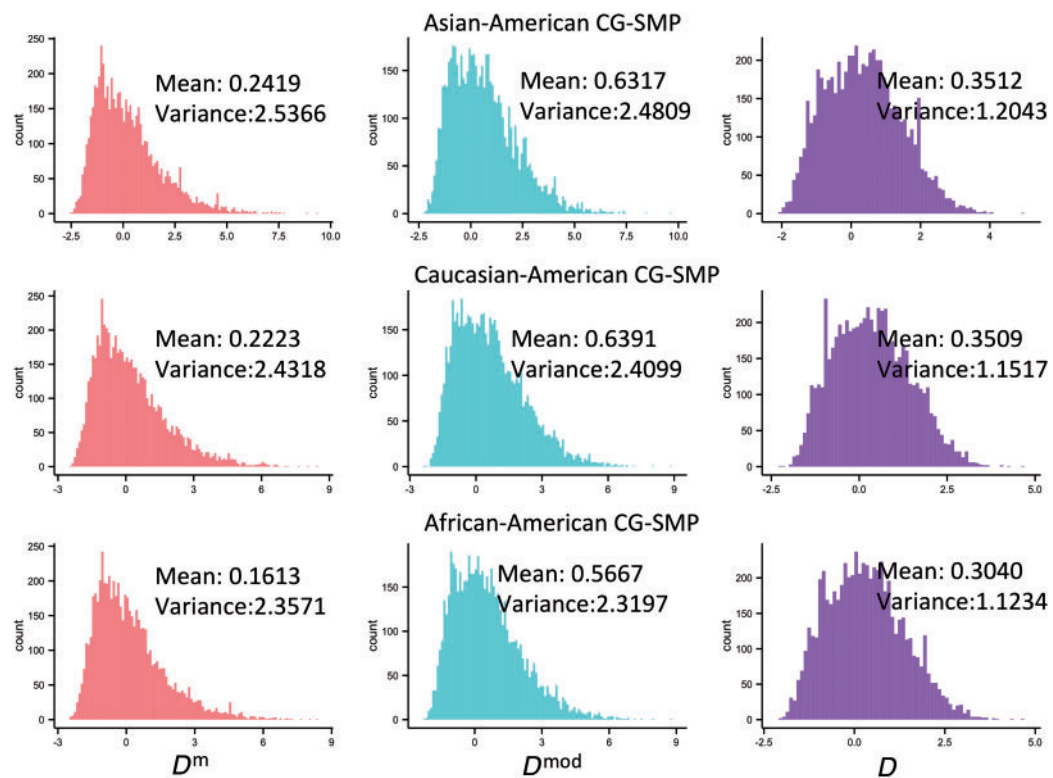 Asian-American CG-SMP
250
200
150
100
50
0
count
Mean: 0.2419
Variance:2.5366
-2.5 0.0 2.5 5.0 7.5 10.0
150
100
50
0
count
Mean: 0.6317
Variance:2.4809
-2.5 0.0 2.5 5.0 7.5 10.0
200
150
100
50
0
count
Mean: 0.3512
Variance:1.2043
-2 0 2 4
Caucasian-American CG-SMP
250
200
150
100
50
0
count
Mean: 0.2223
Variance:2.4318
-3 0 3 6 9
150
100
50
0
count
Mean: 0.6391
Variance:2.4099
-3 0 3 6 9
200
150
100
50
0
count
Mean: 0.3509
Variance:1.1517
-2.5 0.0 2.5 5.0
African-American CG-SMP
250
200
150
100
50
0
count
Mean: 0.1613
Variance:2.3571
-3 0 3 6 9
D^m
150
100
50
0
count
Mean: 0.5667
Variance:2.3197
-3 0 3 6 9
D^mod
200
150
100
50
0
count
Mean: 0.3040
Variance:1.1234
-2.5 0.0 2.5 5.0
D